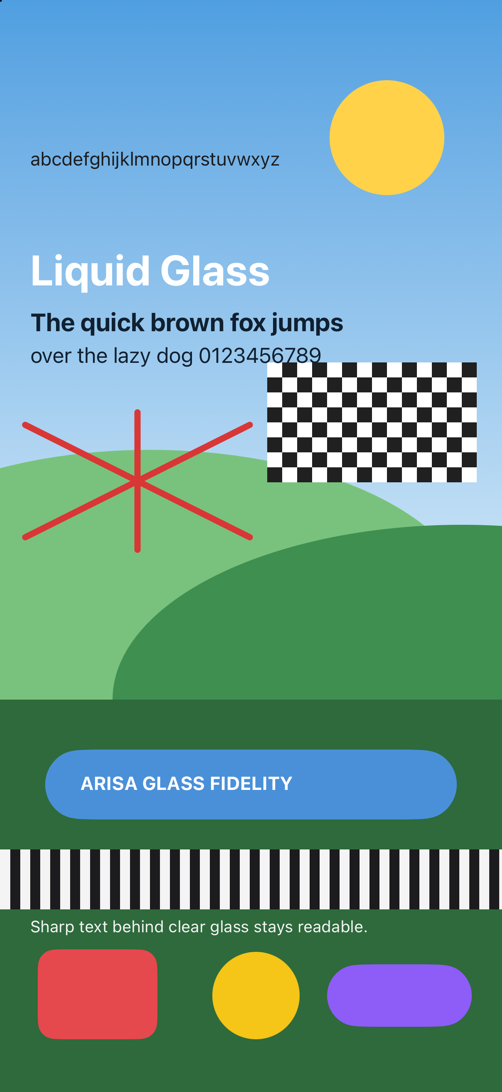 abcdefghijklmnopqrstuvwxyz
Liquid Glass
The quick brown fox jumps
over the lazy dog 0123456789
ARISA GLASS FIDELITY
Sharp text behind clear glass stays readable.